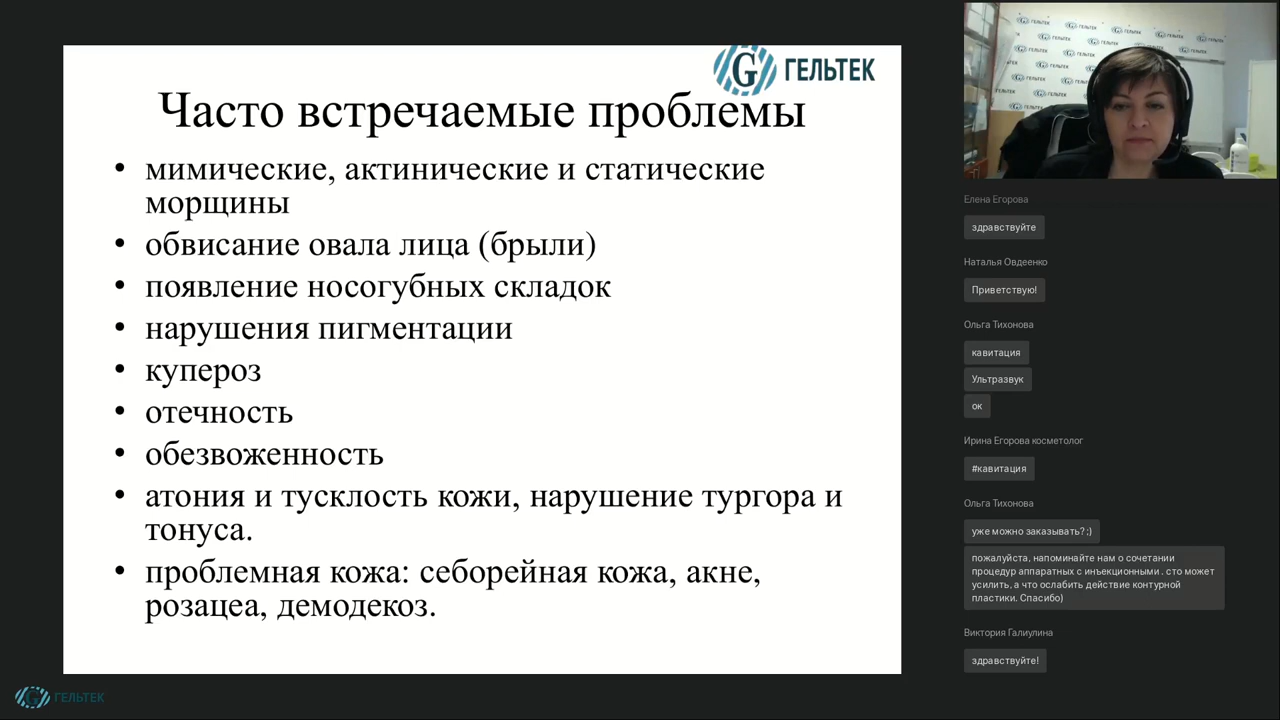 ГЕЛЬТЕК
Часто встречаемые проблемы
• мимические, актинические и статические
морщины
• обвисание овала лица (брыли)
• появление носогубных складок
• нарушения пигментации
• купероз
• отечность
• обезвоженность
• атония и тусклость кожи, нарушение тургора и
тонуса.
• проблемная кожа: себорейная кожа, акне,
розацеа, демодекоз.
ГЕЛЬТЕК
Елена Егорова
здравствуйте
Наталья Овдеенко
Приветствую!
Ольга Тихонова
кавитация
Ультразвук
ок
Ирина Егорова косметолог
#кавитация
Ольга Тихонова
уже можно заказывать? ;)
пожалуйста, напоминайте нам о сочетании
процедур аппаратных с инъекционными . сто может
усилить, а что ослабить действие контурной
пластики. Спасибо)
Виктория Галиулина
здравствуйте!